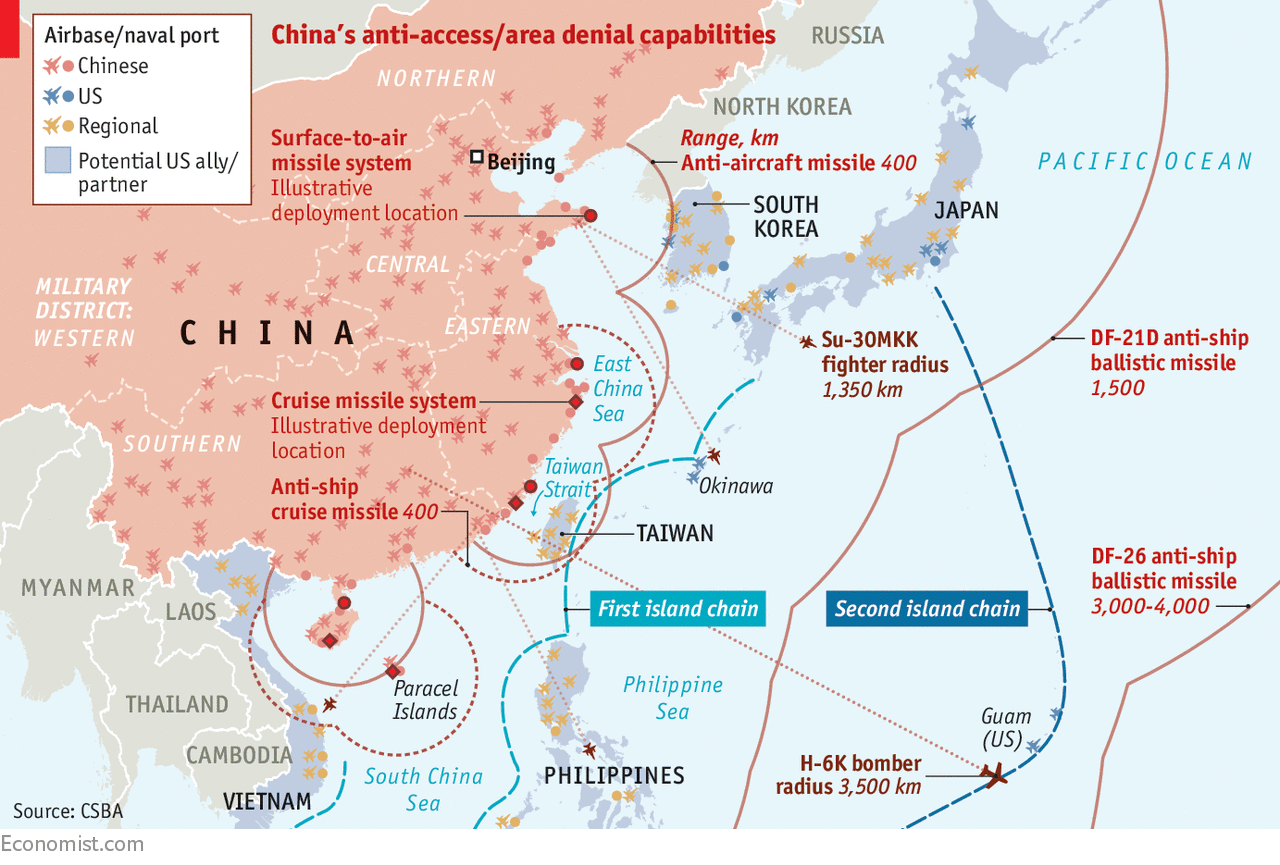 Airbase/naval port
Chinese
US
Regional
Potential US ally/
partner
China's anti-access/area denial capabilities
RUSSIA
NORTHERN
NORTH KOREA
Surface-to-air
missile system
Illustrative
deployment location
Beijing
Range, km
Anti-aircraft missile 400
PACIFIC OCEAN
SOUTH
KOREA
JAPAN
CENTRAL
MILITARY
DISTRICT:
WESTERN
CHINA
EASTERN
East
China
Sea
Su-30MKK
fighter radius
1,350 km
DF-21D anti-ship
ballistic missile
1,500
Cruise missile system
Illustrative deployment
location
SOUTHERN
Taiwan
Strait
Okinawa
Anti-ship
cruise missile 400
TAIWAN
DF-26 anti-ship
ballistic missile
3,000-4,000
MYANMAR
LAOS
First island chain
Second island chain
THAILAND
Paracel
Islands
Philippine
Sea
Guam
(US)
CAMBODIA
H-6K bomber
radius 3,500 km
South China
Sea
PHILIPPINES
VIETNAM
Source: CSBA
Economist.com